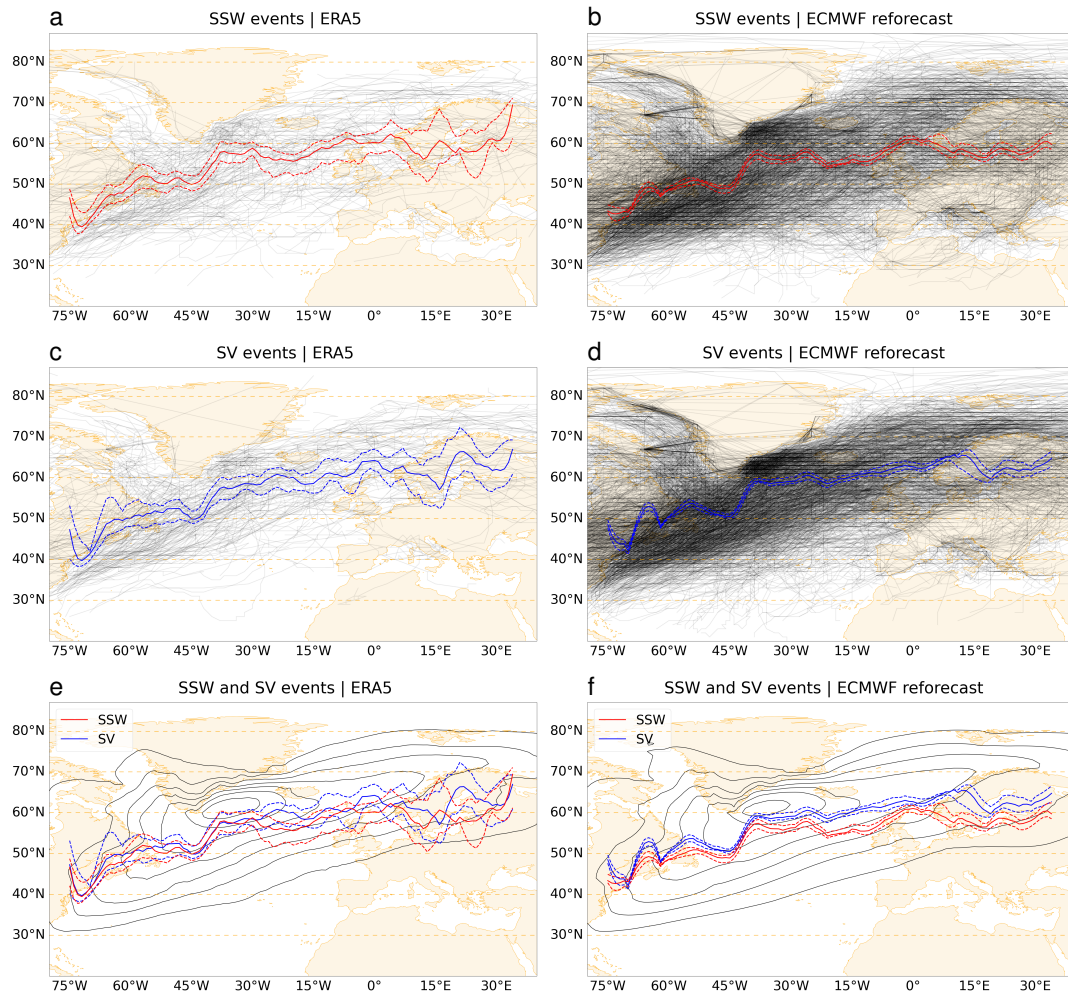 a
SSW events | ERA5
80°N
70°N
60°N
50°N
40°N
30°N
75°W 60°W 45°W 30°W 15°W 0° 15°E 30°E
b
SSW events | ECMWF reforecast
80°N
70°N
60°N
50°N
40°N
30°N
75°W 60°W 45°W 30°W 15°W 0° 15°E 30°E
c
SV events | ERA5
80°N
70°N
60°N
50°N
40°N
30°N
75°W 60°W 45°W 30°W 15°W 0° 15°E 30°E
d
SV events | ECMWF reforecast
80°N
70°N
60°N
50°N
40°N
30°N
75°W 60°W 45°W 30°W 15°W 0° 15°E 30°E
e
SSW and SV events | ERA5
SSW
SV
80°N
70°N
60°N
50°N
40°N
30°N
75°W 60°W 45°W 30°W 15°W 0° 15°E 30°E
f
SSW and SV events | ECMWF reforecast
SSW
SV
80°N
70°N
60°N
50°N
40°N
30°N
75°W 60°W 45°W 30°W 15°W 0° 15°E 30°E